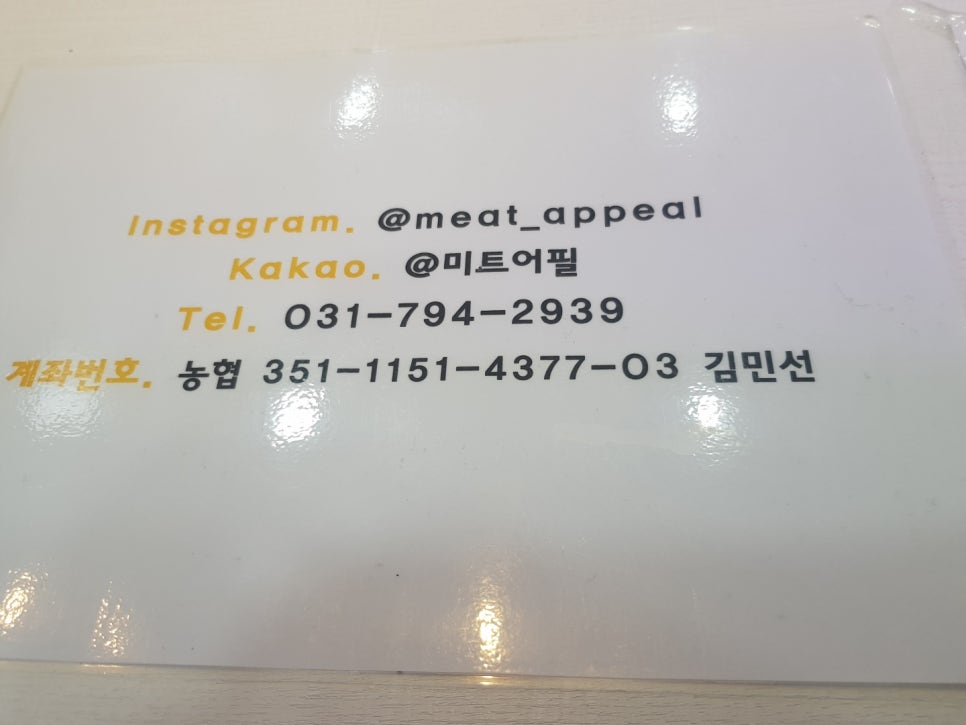 Instagram. @meat_appeal
Kakao. @미트어필
Tel. 031-794-2939
계좌번호. 농협 351-1151-4377-03 김민선